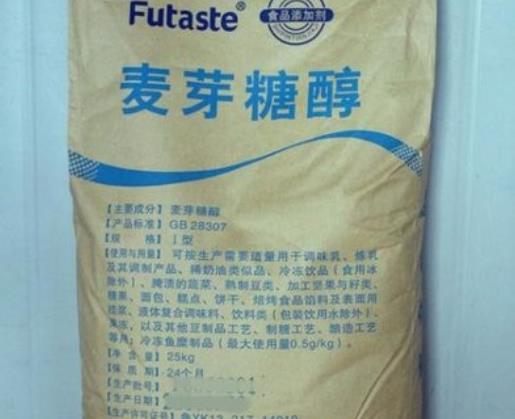 Futaste®
食品添加剂
麦芽糖醇
【主要成分】麦芽糖醇
【产品标准】GB 28307
【规 格】I型
【使用与用量】可按生产需要适量用于调味乳、炼乳
及其调制产品、稀奶油类似品、冷冻饮品(食用冰
除外)、腌渍的蔬菜、熟制豆类、加工坚果与籽类、
糖果、面包、糕点、饼干、焙烤食品馅料及表面用
挂浆、液体复合调味料、饮料类(包装饮用水除外)、
果冻,以及其他豆制品工艺、制糖工艺、酿造工艺
等用;冷冻鱼糜制品(最大使用量0.5g/kg)。
【净 含 量】25kg
【保 质 期】24个月
【生产批号】
【生产日期】
【生产许可证号】